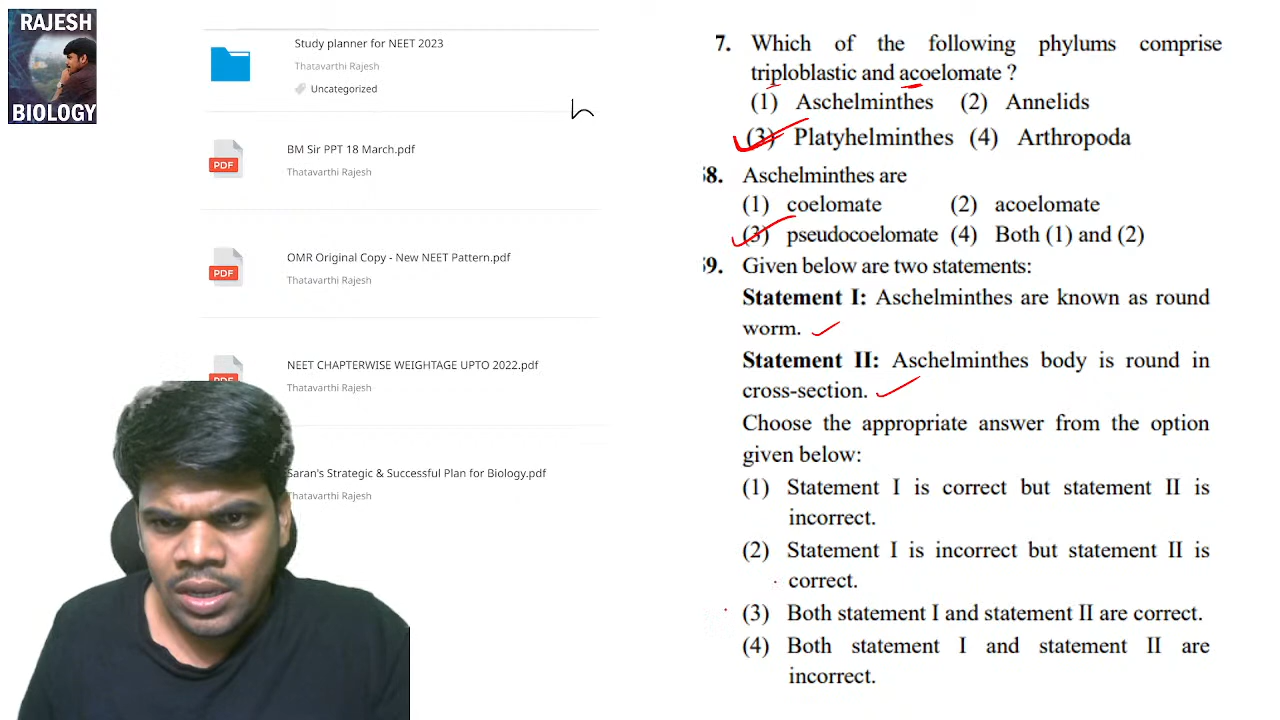 RAJESH
BIOLOGY
Study planner for NEET 2023
Thatavarthi Rajesh
Uncategorized
PDF
BM Sir PPT 18 March.pdf
Thatavarthi Rajesh
PDF
OMR Original Copy - New NEET Pattern.pdf
Thatavarthi Rajesh
PDF
NEET CHAPTERWISE WEIGHTAGE UPTO 2022.pdf
Thatavarthi Rajesh
Saran's Strategic & Successful Plan for Biology.pdf
Thatavarthi Rajesh
7. Which of the following phylums comprise
triploblastic and acoelomate ?
(1) Aschelminthes (2) Annelids
(3) Platyhelminthes (4) Arthropoda
58. Aschelminthes are
(1) coelomate (2) acoelomate
(3) pseudocoelomate (4) Both (1) and (2)
59. Given below are two statements:
Statement I: Aschelminthes are known as round
worm.
Statement II: Aschelminthes body is round in
cross-section.
Choose the appropriate answer from the option
given below:
(1) Statement I is correct but statement II is
incorrect.
(2) Statement I is incorrect but statement II is
correct.
(3) Both statement I and statement II are correct.
(4) Both statement I and statement II are
incorrect.